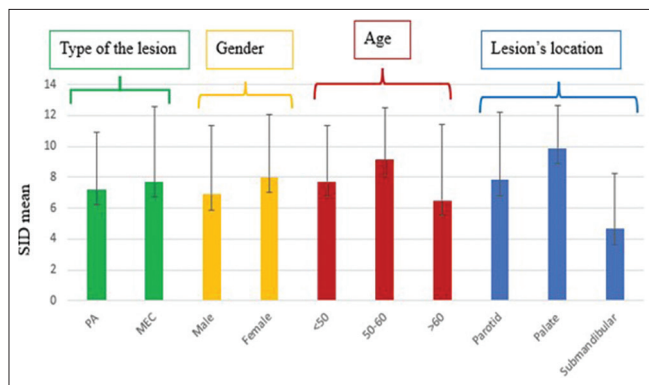 Type of the lesion
Gender
Age
Lesion's location
SID mean
14
12
10
8
6
4
2
0
PA
MEC
Male
Female
<50
50-60
>60
Parotid
Palate
Submandibular